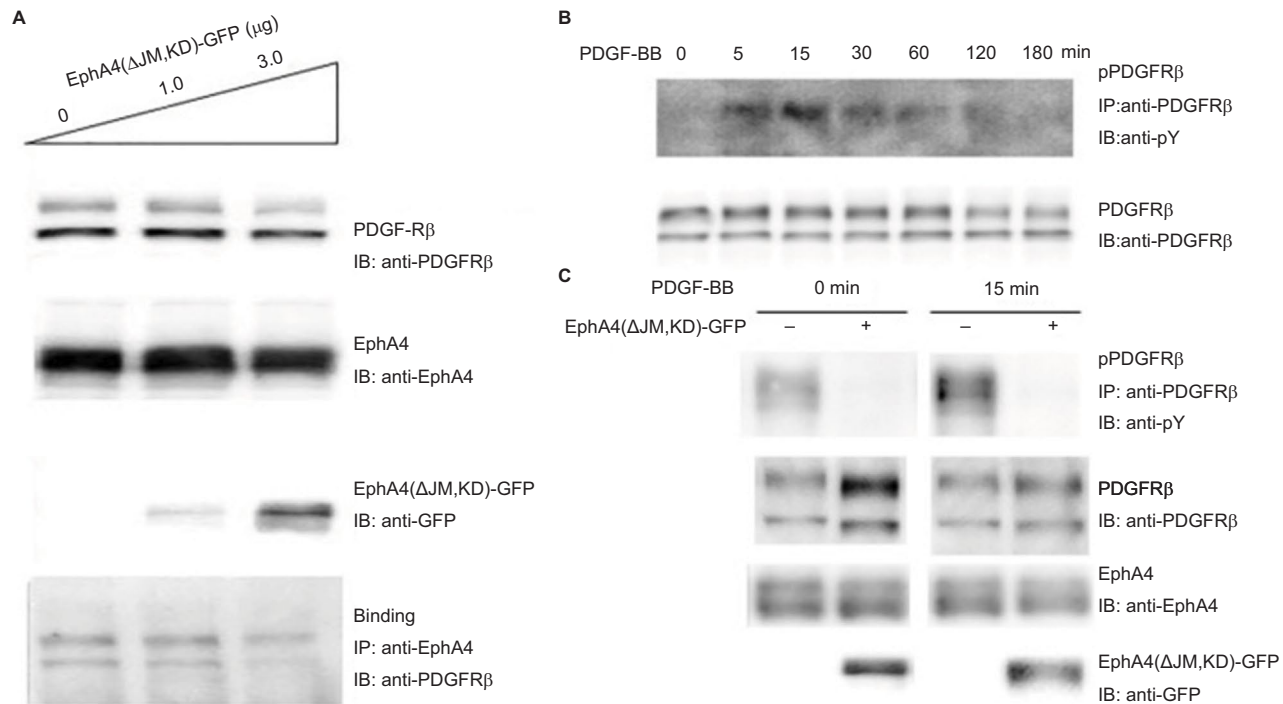 A
EphA4(ΔJM,KD)-GFP (μg)
0 1.0 3.0
PDGF-Rβ
IB: anti-PDGFRβ
EphA4
IB: anti-EphA4
EphA4(ΔJM,KD)-GFP
IB: anti-GFP
Binding
IP: anti-EphA4
IB: anti-PDGFRβ
B
PDGF-BB 0 5 15 30 60 120 180 min
pPDGFRβ
IP:anti-PDGFRβ
IB:anti-pY
PDGFRβ
IB:anti-PDGFRβ
C
PDGF-BB 0 min 15 min
EphA4(ΔJM,KD)-GFP – + – +
pPDGFRβ
IP: anti-PDGFRβ
IB: anti-pY
PDGFRβ
IB: anti-PDGFRβ
EphA4
IB: anti-EphA4
EphA4(ΔJM,KD)-GFP
IB: anti-GFP